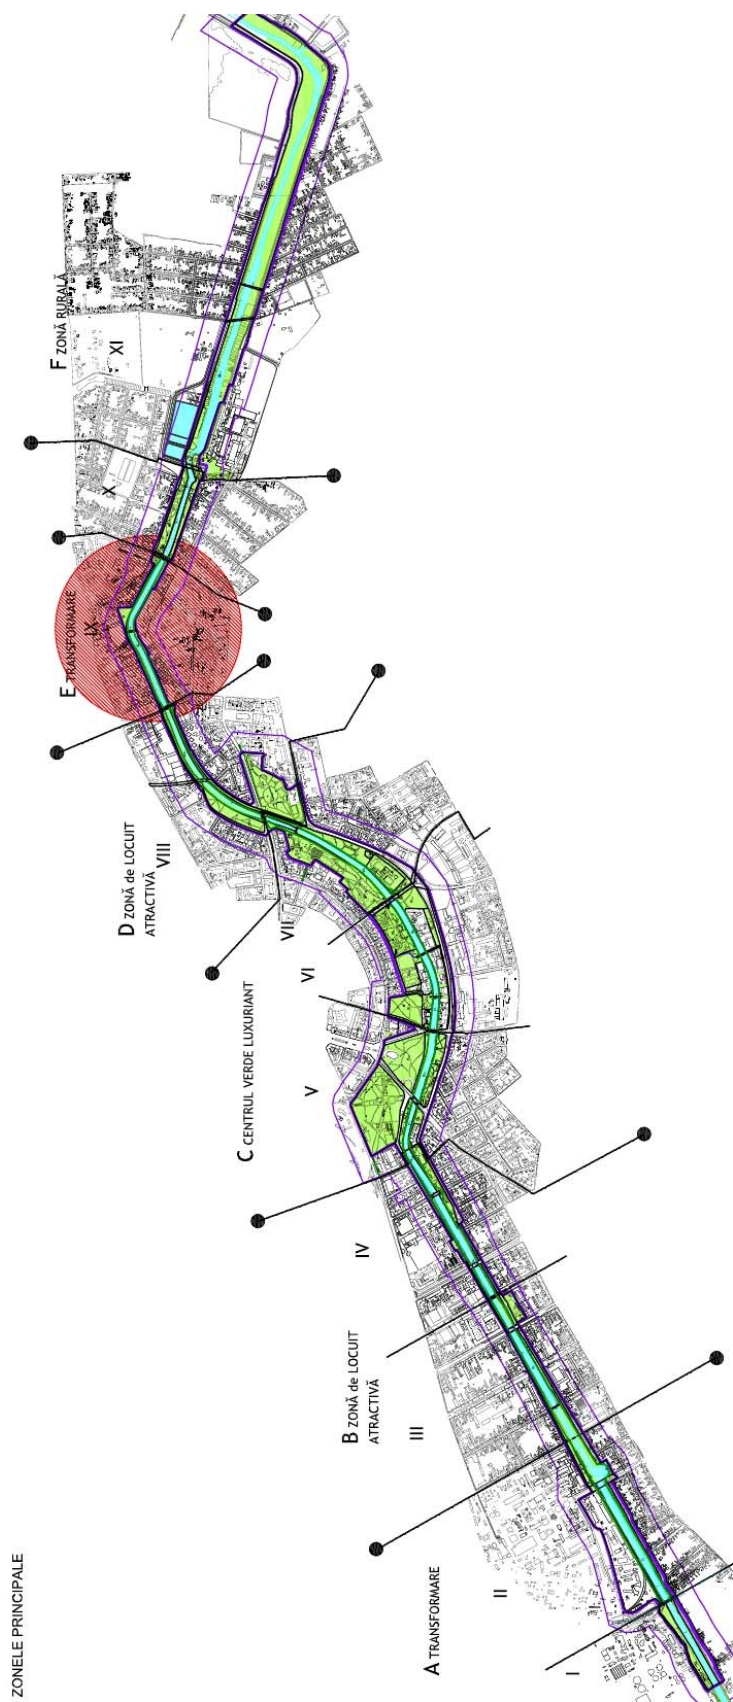 ZONELE PRINCIPALE
I
A TRANSFORMARE
II
III
B ZONĂ de LOCUIT
ATRACTIVĂ
IV
C CENTRUL VERDE LUXURIANT
V
VI
VII
D ZONĂ de LOCUIT
ATRACTIVĂ
VIII
E TRANSFORMARE
IX
X
F ZONĂ RURALĂ
XI